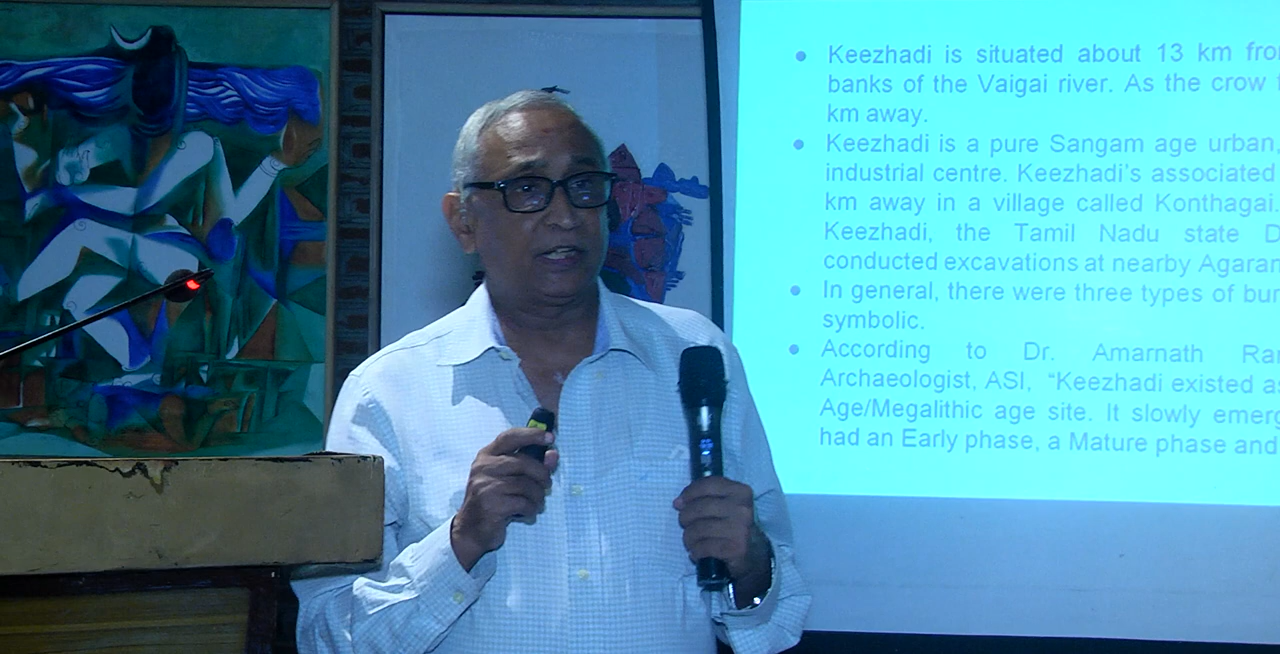 Keezhadi is situated about 13 km
banks of the Vaigai river. As the crow
km away.
Keezhadi is a pure Sangam age urban,
industrial centre. Keezhadi's associated
km away in a village called Konthagai.
Keezhadi, the Tamil Nadu state
conducted excavations at nearby
In general, there were three types of
symbolic.
According to Dr. Amarnath
Archaeologist, ASI, “Keezhadi existed
Age/Megalithic age site. It slowly
had an Early phase, a Mature phase and